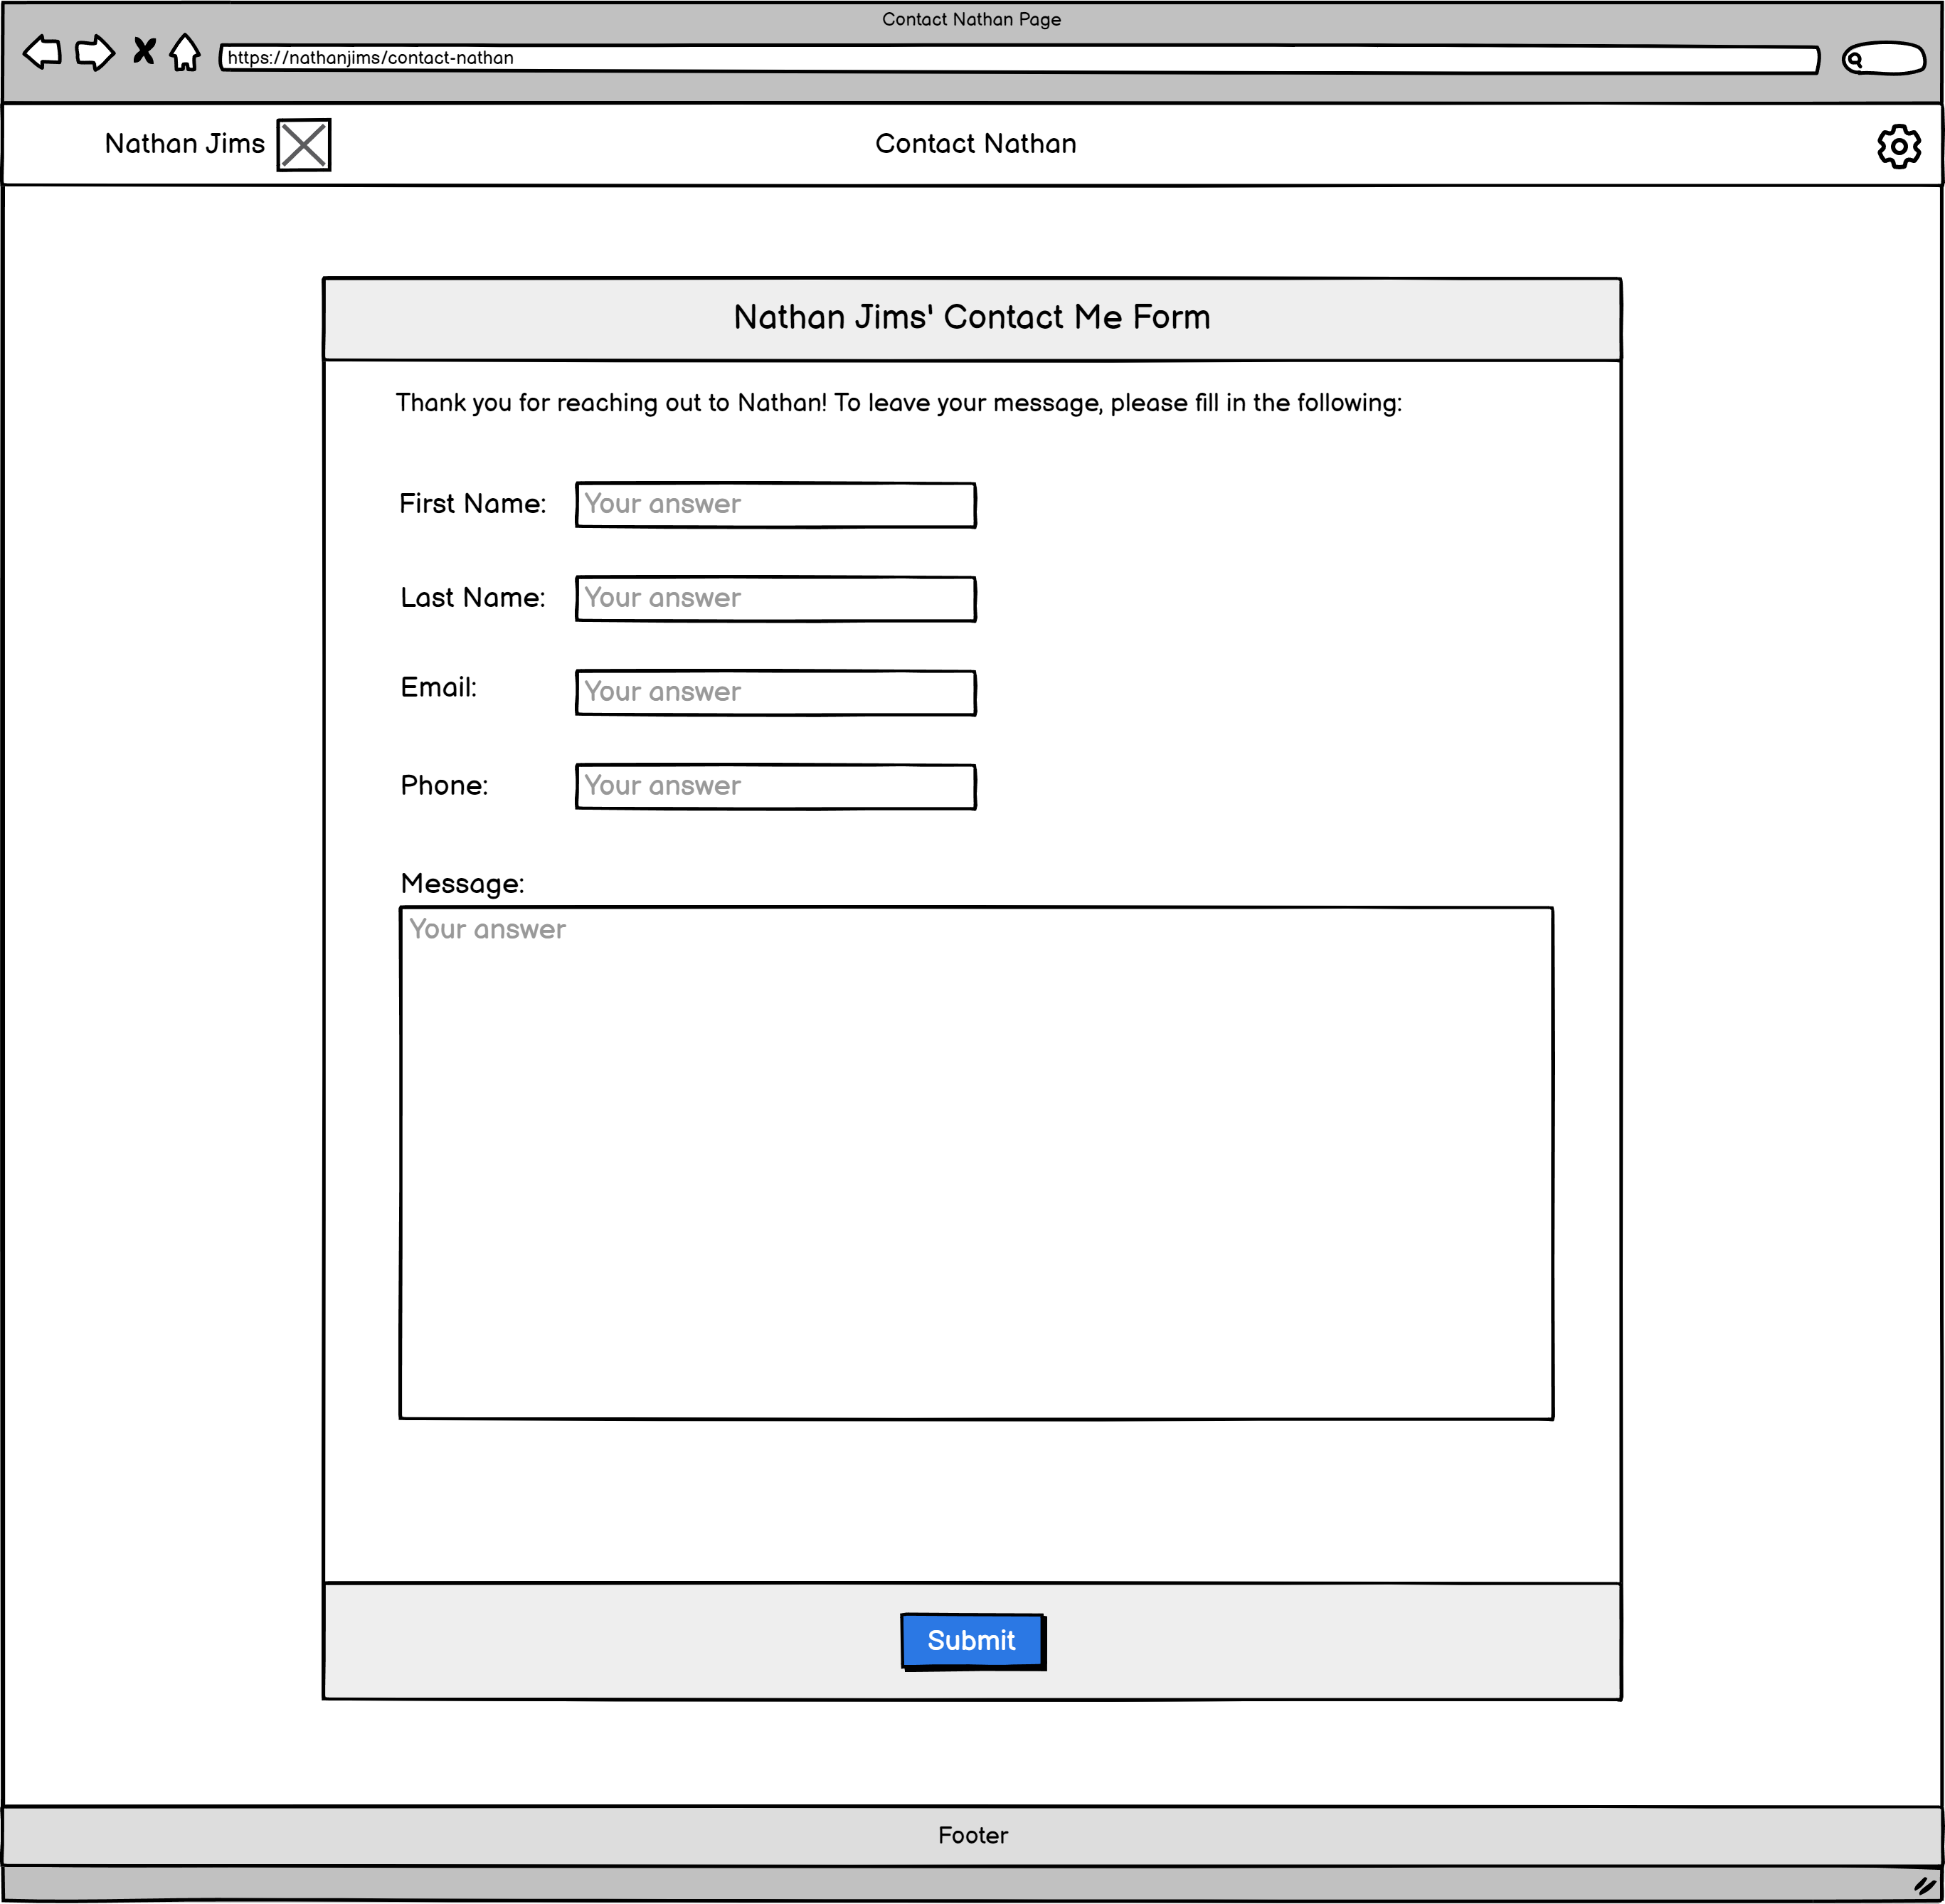 Contact Nathan Page
https://nathanjims/contact-nathan
Nathan Jims
Contact Nathan
Nathan Jims' Contact Me Form
Thank you for reaching out to Nathan! To leave your message, please fill in the following:
First Name:
Your answer
Last Name:
Your answer
Email:
Your answer
Phone:
Your answer
Message:
Your answer
Submit
Footer